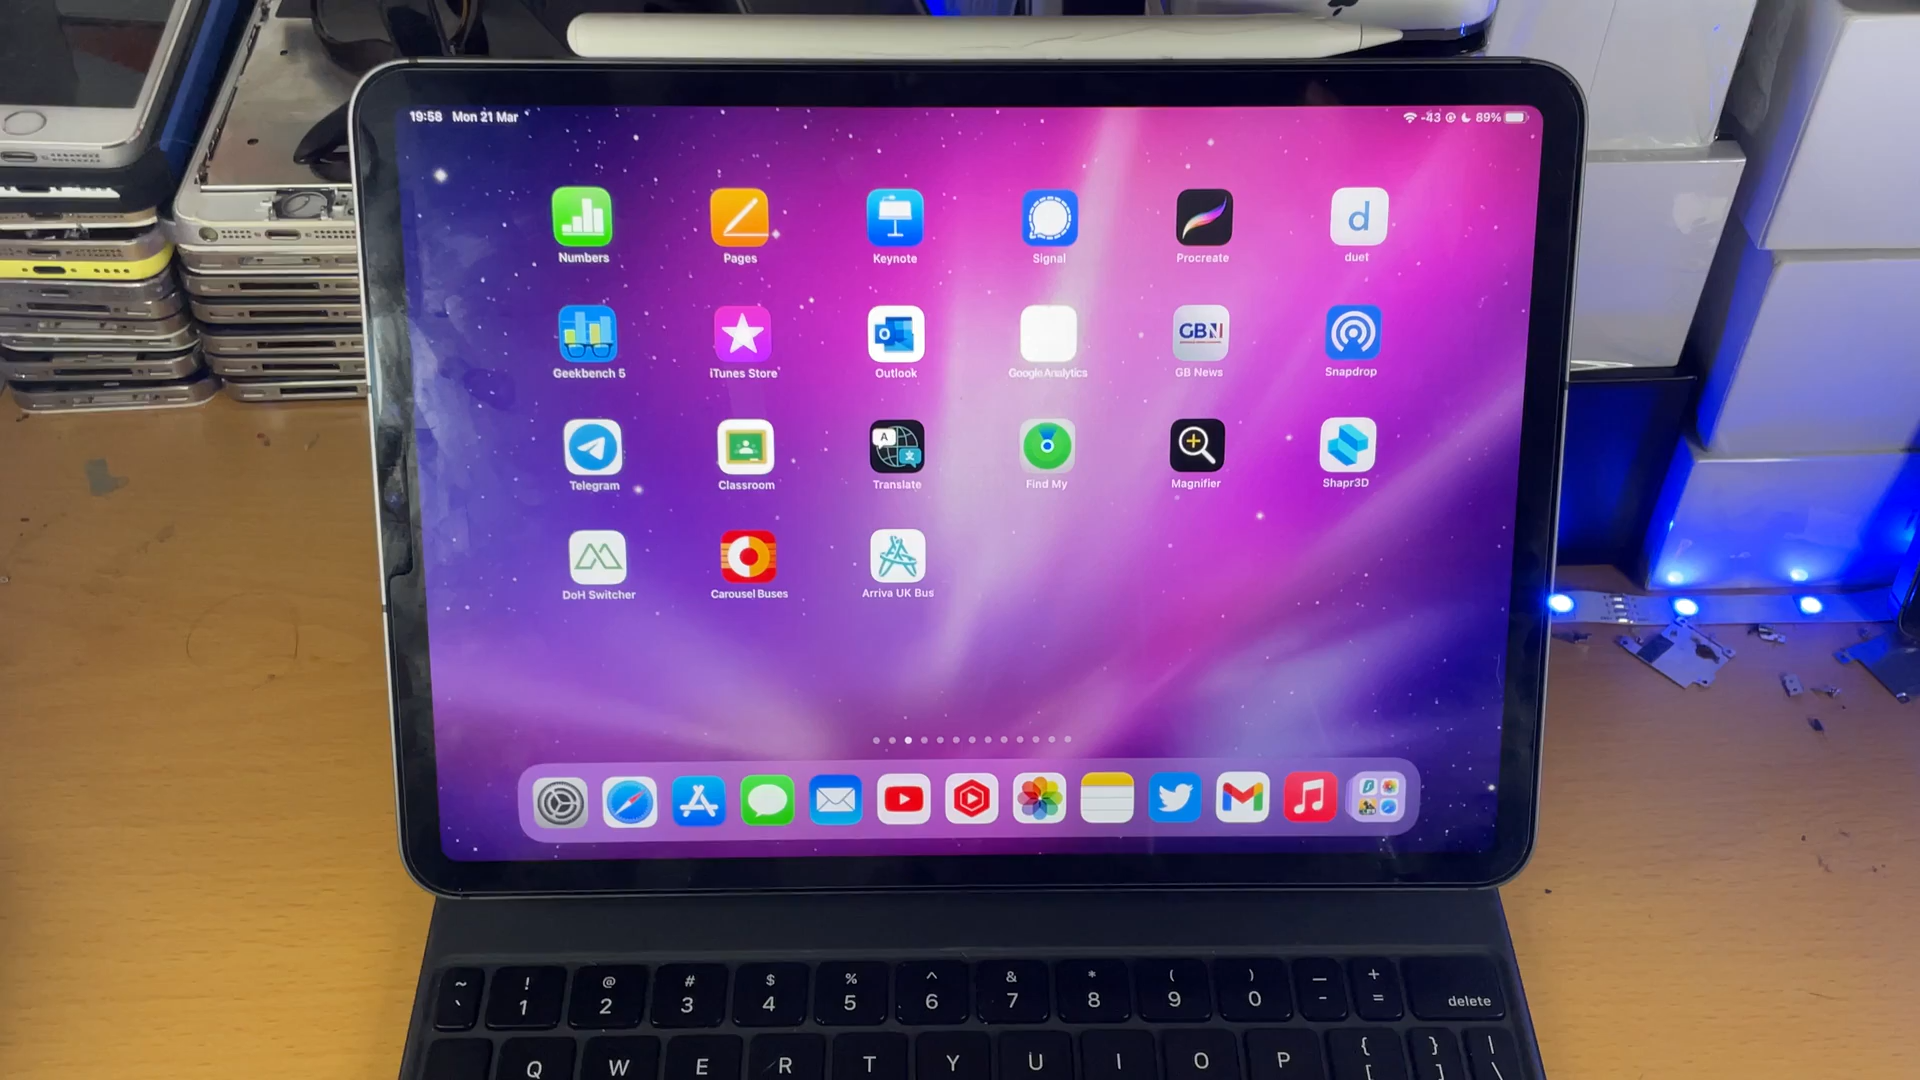 19:58 Mon 21 Mar
-43 89%
Numbers Pages Keynote Signal Procreate duet
d
GBN
Geekbench 5 iTunes Store Outlook Google Analytics GB News Snapdrop
Telegram Classroom Translate Find My Magnifier Shapr3D
DoH Switcher Carousel Buses Arriva UK Bus
~ ! @ # $ % ^ & * ( ) _ +
` 1 2 3 4 5 6 7 8 9 0 - = delete
Q W E R T Y U I O P { [ } ] | \